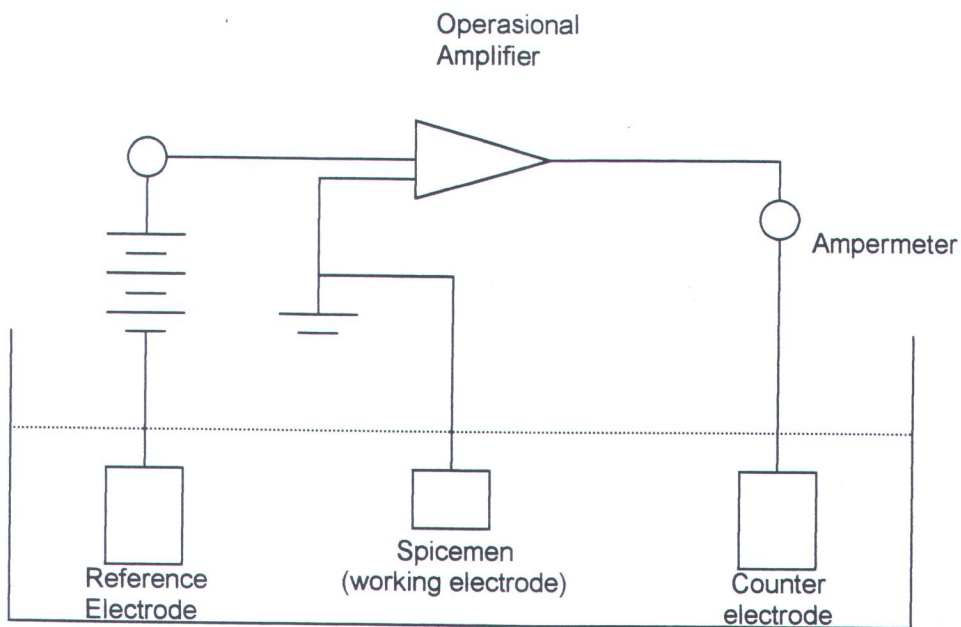 Operasional
Amplifier
Ampermeter
Reference
Electrode
Spicemen
(working electrode)
Counter
electrode